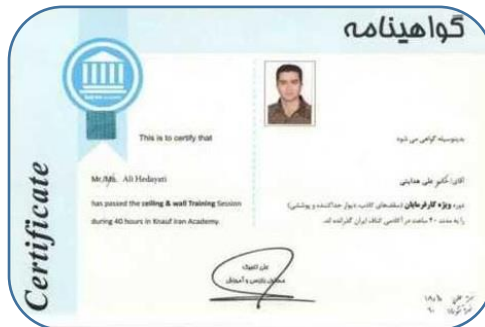 گواهینامه
This is to certify that
بدینوسیله گواهی می شود
Mr./Ms. Ali Hedayati
آقای/خانم علی هدایتی
has passed the ceiling & wall Training Session
during 40 hours in Knauf Iran Academy.
دوره ویژه کارفرمایان (سقف‌های کاذب، دیوار جداکننده و پوششی)
را به مدت ۴۰ ساعت در آکادمی کناف ایران گذرانده اند.
Certificate